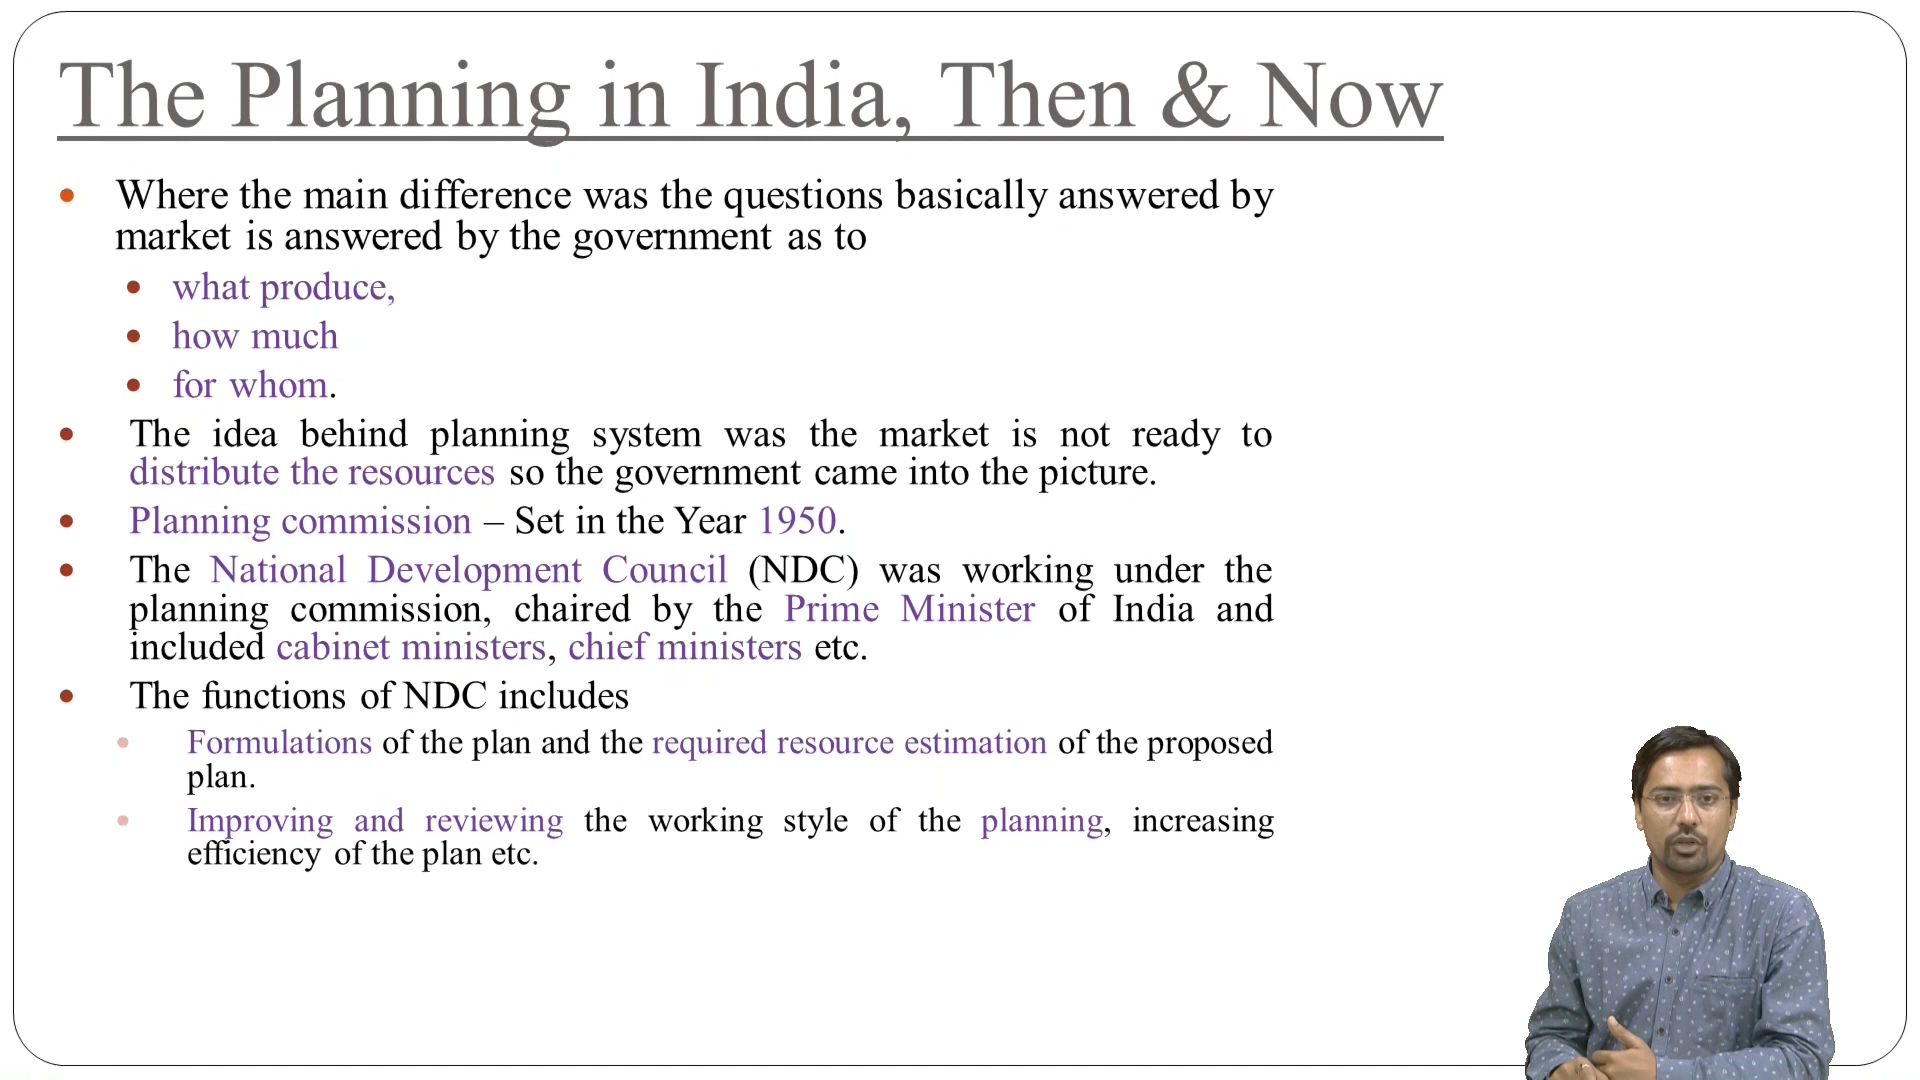 The Planning in India, Then & Now
Where the main difference was the questions basically answered by
market is answered by the government as to
what produce,
how much
for whom.
The idea behind planning system was the market is not ready to
distribute the resources so the government came into the picture.
Planning commission – Set in the Year 1950.
The National Development Council (NDC) was working under the
planning commission, chaired by the Prime Minister of India and
included cabinet ministers, chief ministers etc.
The functions of NDC includes
Formulations of the plan and the required resource estimation of the proposed
plan.
Improving and reviewing the working style of the planning, increasing
efficiency of the plan etc.